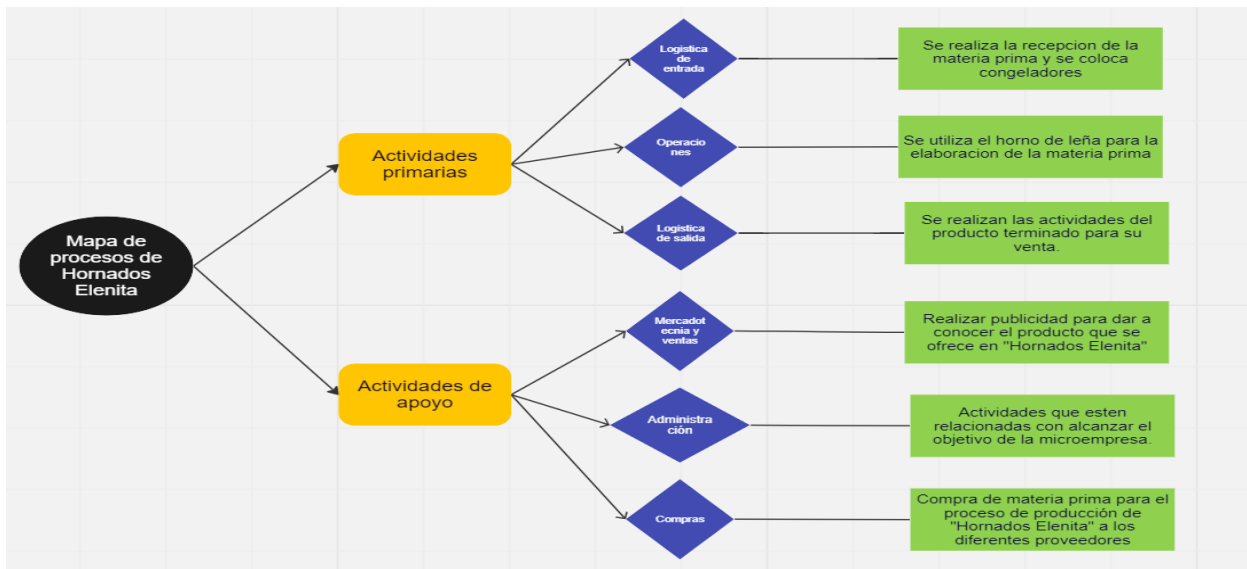 Mapa de
procesos de
Hornados
Elenita
Actividades
primarias
Logistica
de
entrada
Se realiza la recepcion de la
materia prima y se coloca
congeladores
Operacio
nes
Se utiliza el horno de leña para la
elaboracion de la materia prima
Logistica
de salida
Se realizan las actividades del
producto terminado para su
venta.
Actividades de
apoyo
Mercadot
ecnia y
ventas
Realizar publicidad para dar a
conocer el producto que se
ofrece en "Hornados Elenita"
Administra
ción
Actividades que esten
relacionadas con alcanzar el
objetivo de la microempresa.
Compras
Compra de materia prima para el
proceso de producción de
"Hornados Elenita" a los
diferentes proveedores